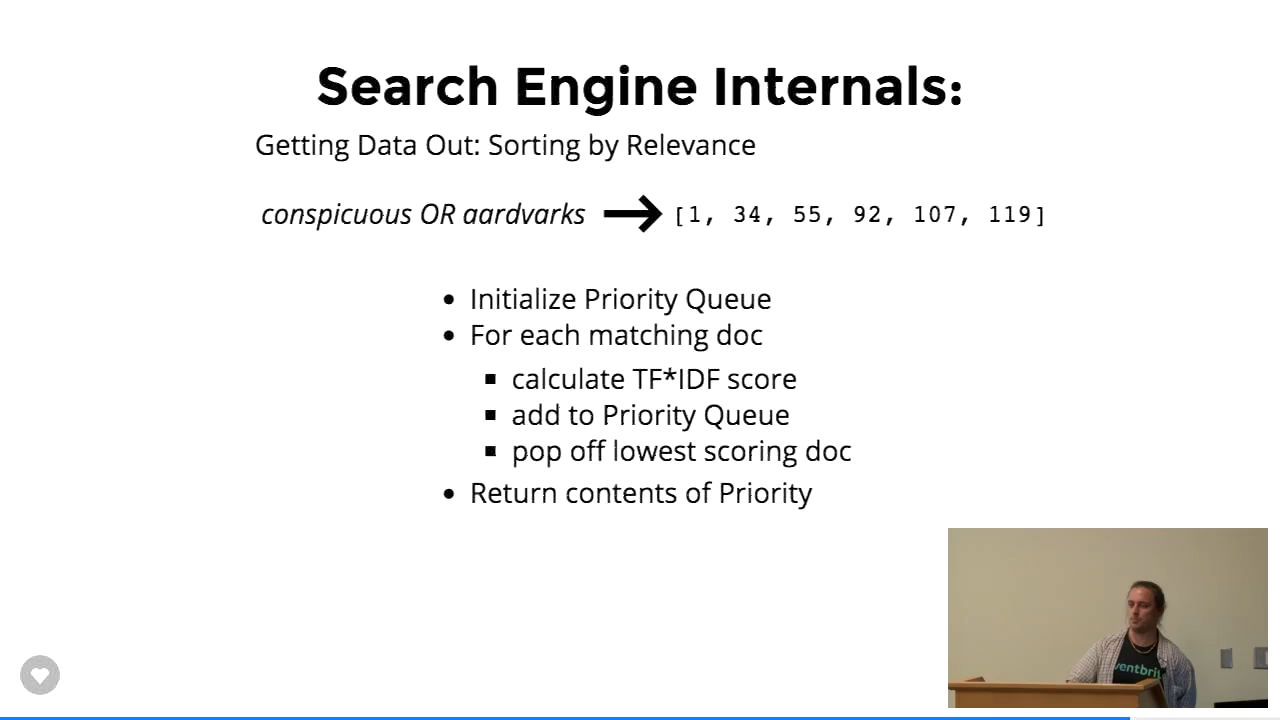 Search Engine Internals:
Getting Data Out: Sorting by Relevance
conspicuous OR aardvarks [1, 34, 55, 92, 107, 119]
Initialize Priority Queue
For each matching doc
calculate TF*IDF score
add to Priority Queue
pop off lowest scoring doc
Return contents of Priority
ventbri